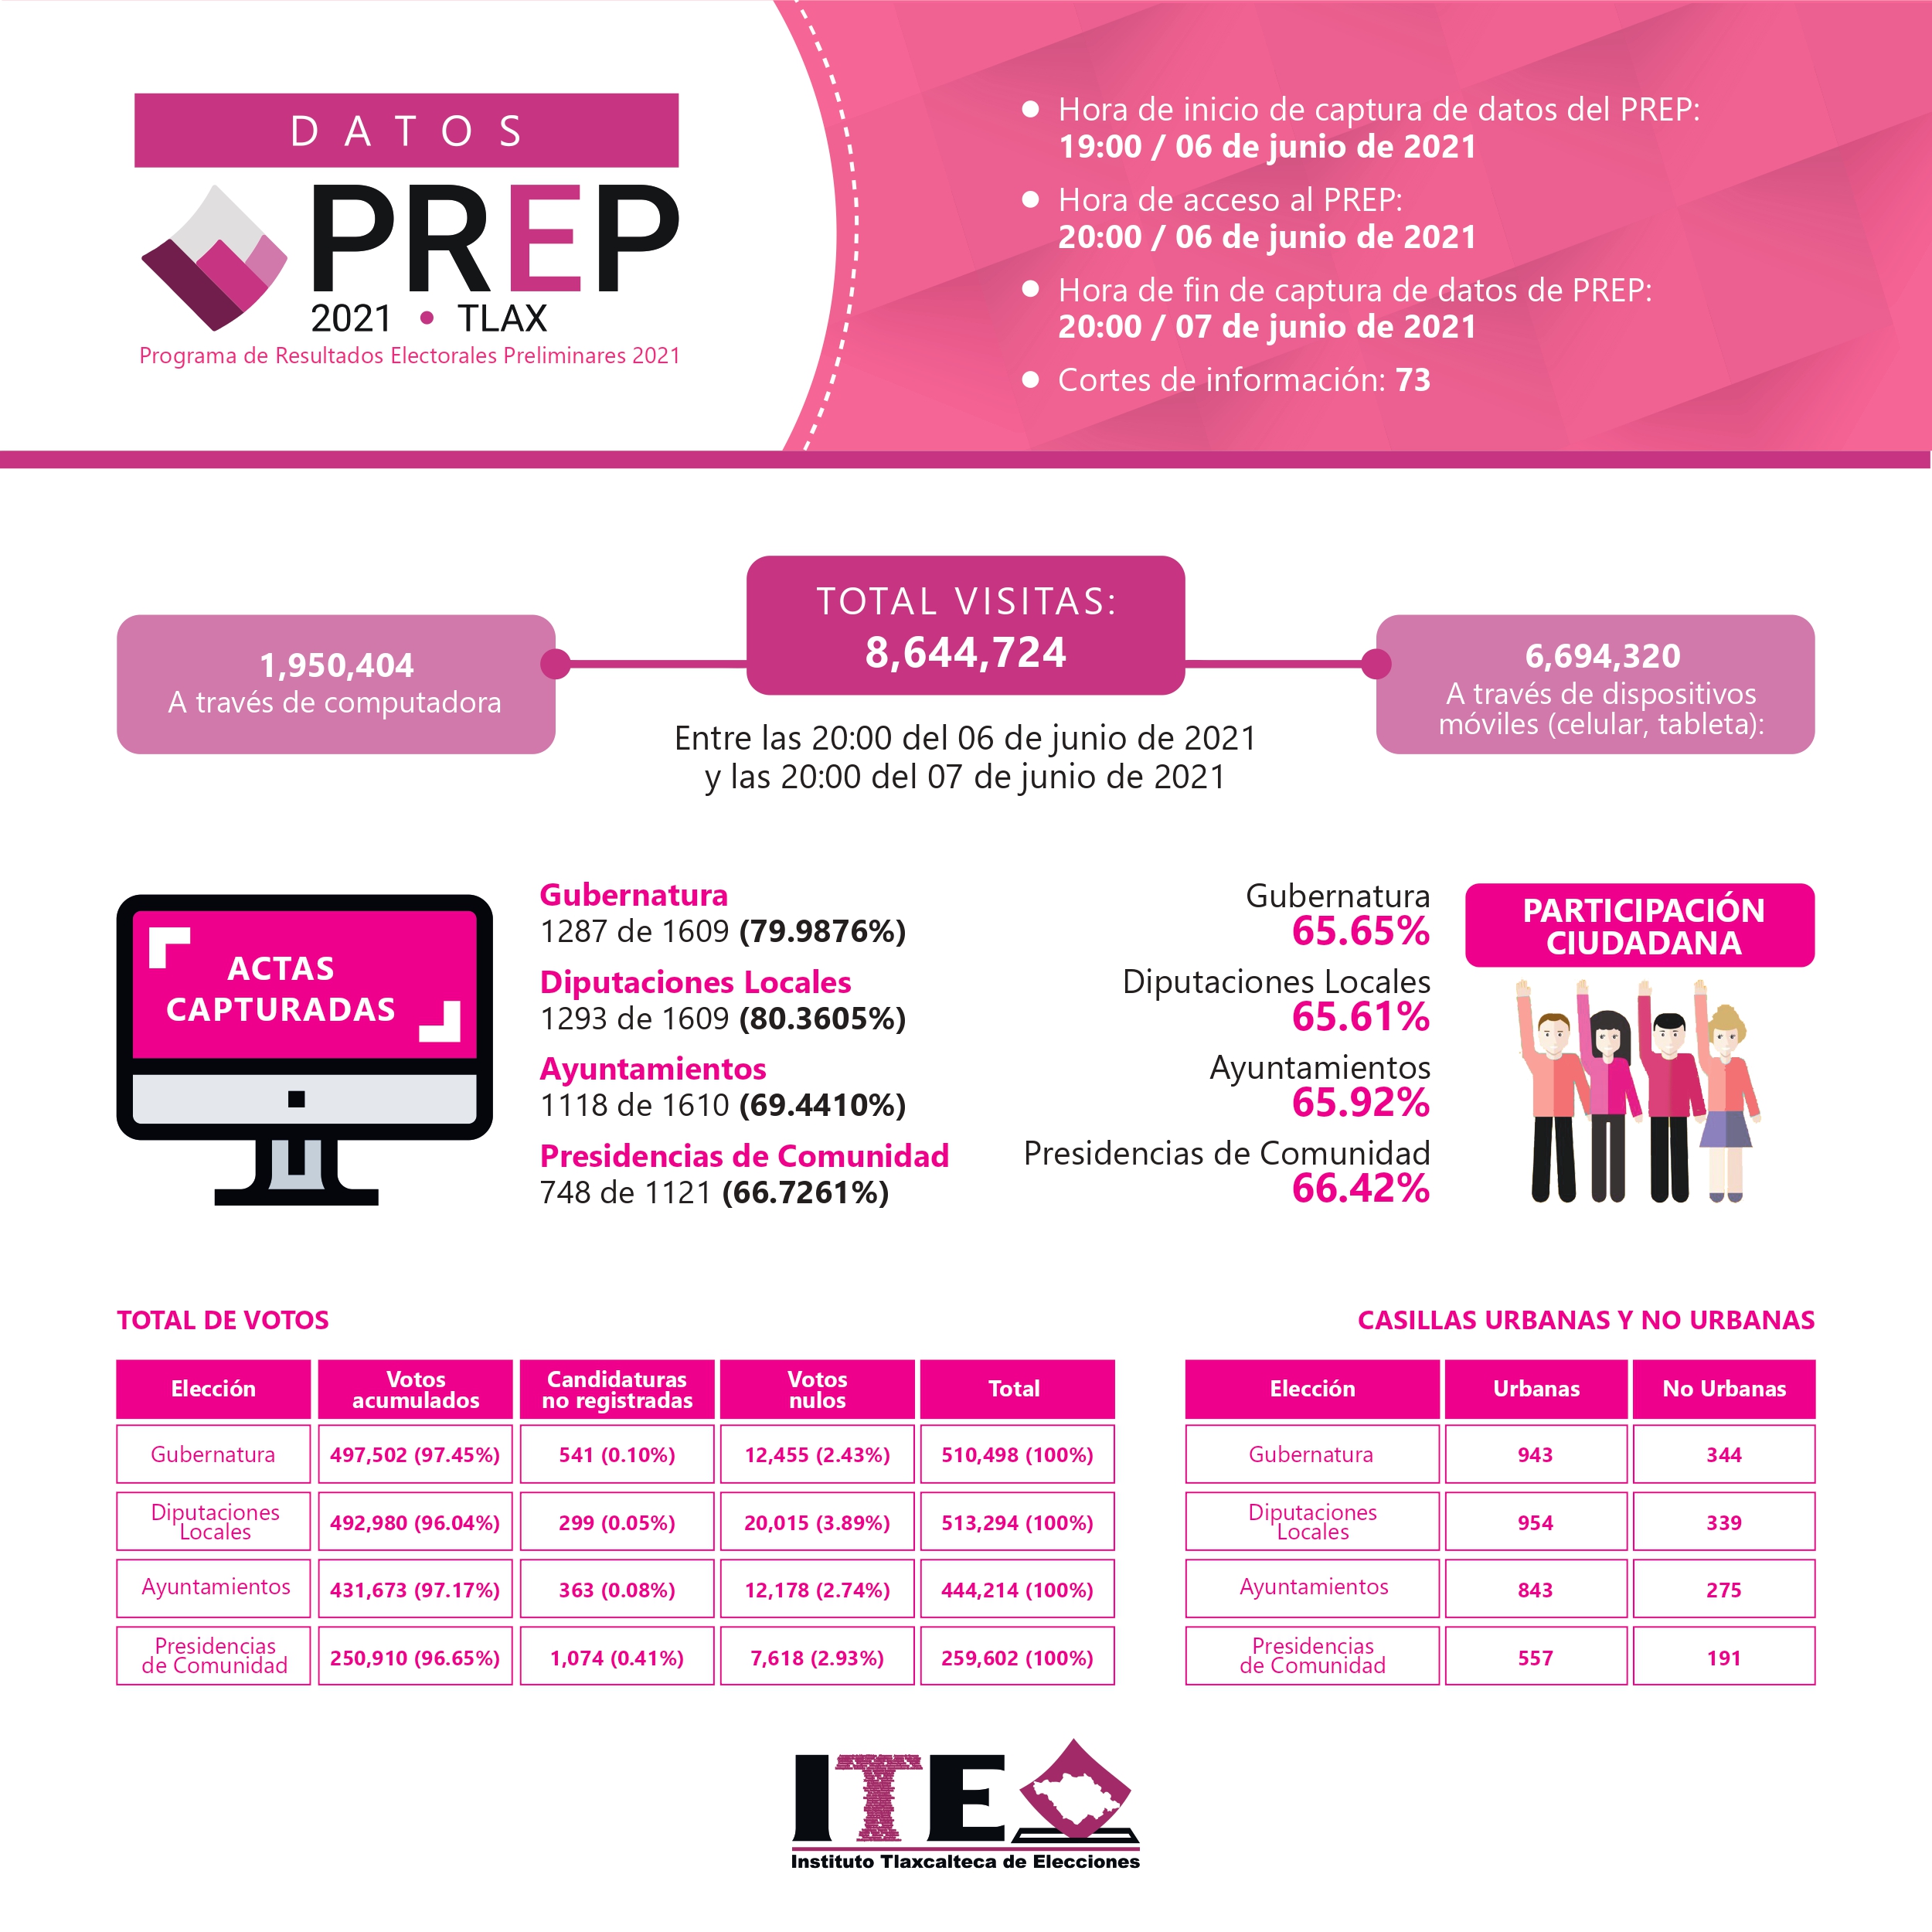 DATOS
PREP
2021 • TLAX
Programa de Resultados Electorales Preliminares 2021
Hora de inicio de captura de datos del PREP:
19:00 / 06 de junio de 2021
Hora de acceso al PREP:
20:00 / 06 de junio de 2021
Hora de fin de captura de datos de PREP:
20:00 / 07 de junio de 2021
Cortes de información: 73
1,950,404
A través de computadora
TOTAL VISITAS:
8,644,724
Entre las 20:00 del 06 de junio de 2021
y las 20:00 del 07 de junio de 2021
6,694,320
A través de dispositivos
móviles (celular, tableta):
ACTAS
CAPTURADAS
Gubernatura
1287 de 1609 (79.9876%)
Diputaciones Locales
1293 de 1609 (80.3605%)
Ayuntamientos
1118 de 1610 (69.4410%)
Presidencias de Comunidad
748 de 1121 (66.7261%)
Gubernatura
65.65%
Diputaciones Locales
65.61%
Ayuntamientos
65.92%
Presidencias de Comunidad
66.42%
PARTICIPACIÓN
CIUDADANA
TOTAL DE VOTOS
Elección Votos acumulados Candidaturas no registradas Votos nulos Total
Gubernatura 497,502 (97.45%) 541 (0.10%) 12,455 (2.43%) 510,498 (100%)
Diputaciones Locales 492,980 (96.04%) 299 (0.05%) 20,015 (3.89%) 513,294 (100%)
Ayuntamientos 431,673 (97.17%) 363 (0.08%) 12,178 (2.74%) 444,214 (100%)
Presidencias de Comunidad 250,910 (96.65%) 1,074 (0.41%) 7,618 (2.93%) 259,602 (100%)
CASILLAS URBANAS Y NO URBANAS
Elección Urbanas No Urbanas
Gubernatura 943 344
Diputaciones Locales 954 339
Ayuntamientos 843 275
Presidencias de Comunidad 557 191
ITE
Instituto Tlaxcalteca de Elecciones